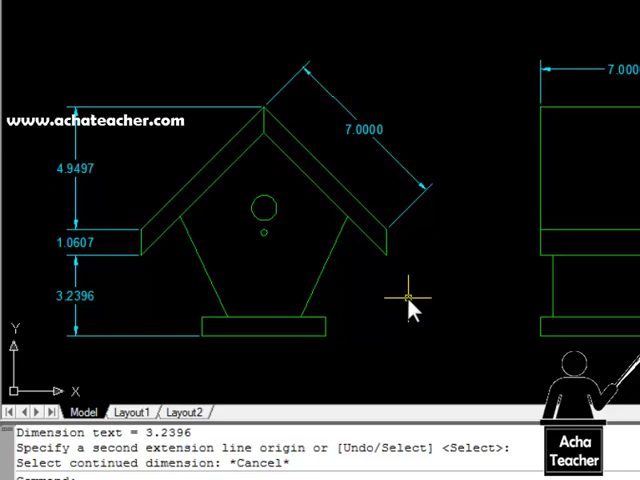 7.0000
www.achateacher.com
7.0000
4.9497
1.0607
3.2396
Y
X
Model
Layout1
Layout2
Dimension text = 3.2396
Specify a second extension line origin or [Undo/Select] <Select>:
Select continued dimension: *Cancel*
Command:
Acha
Teacher